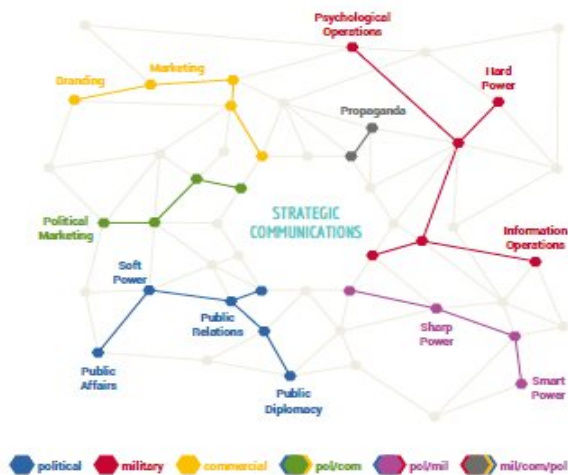 Psychological
Operations
Marketing
Branding
Hard
Power
Propaganda
STRATEGIC
COMMUNICATIONS
Political
Marketing
Information
Operations
Soft
Power
Public
Relations
Sharp
Power
Public
Affairs
Public
Diplomacy
Smart
Power
political military commercial pol/com pol/mil mil/com/pol